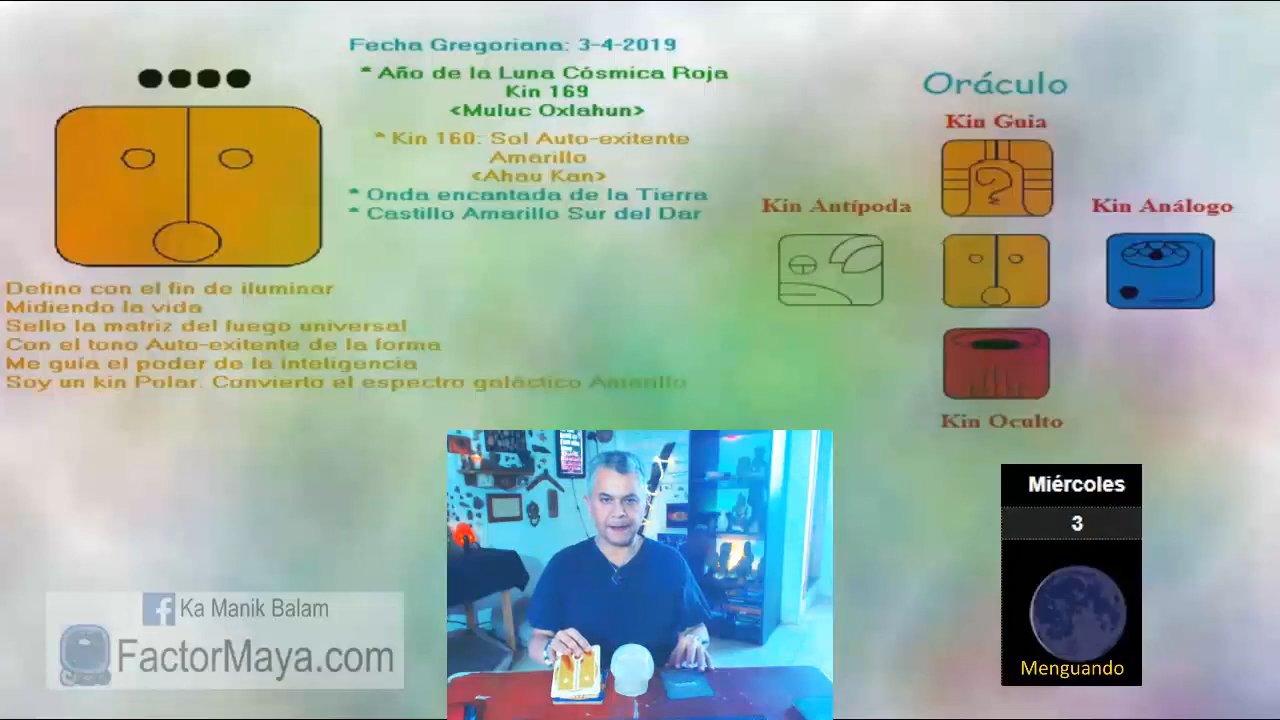 Fecha Gregoriana: 3-4-2019
* Año de la Luna Cósmica Roja
Kin 169
<Muluc Oxlahun>
* Kin 160: Sol Auto-exitente
Amarillo
<Ahau Kan>
* Onda encantada de la Tierra
* Castillo Amarillo Sur del Dar
Defino con el fin de iluminar
Midiendo la vida
Sello la matriz del fuego universal
Con el tono Auto-exitente de la forma
Me guía el poder de la inteligencia
Soy un kin Polar. Convierto el espectro galáctico Amarillo
Oráculo
Kin Guia
Kin Antípoda
Kin Análogo
Kin Oculto
Miércoles
3
Menguando
f Ka Manik Balam
FactorMaya.com